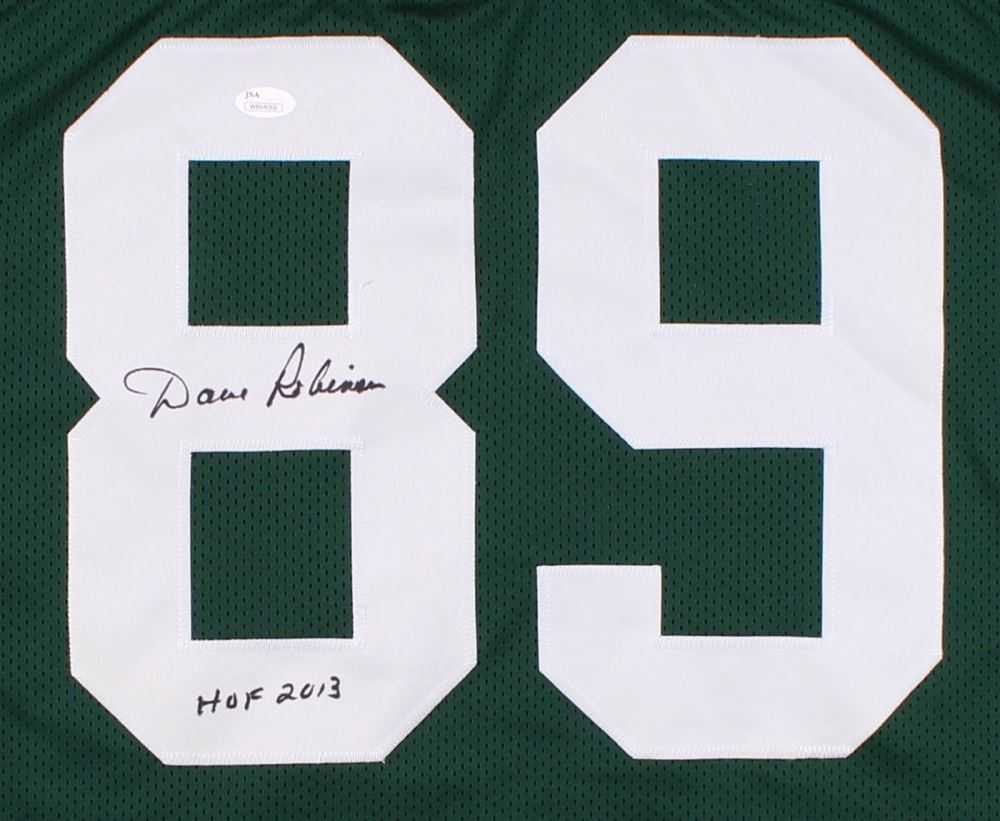 JSA
89
Dave Robinson
HOF 2013